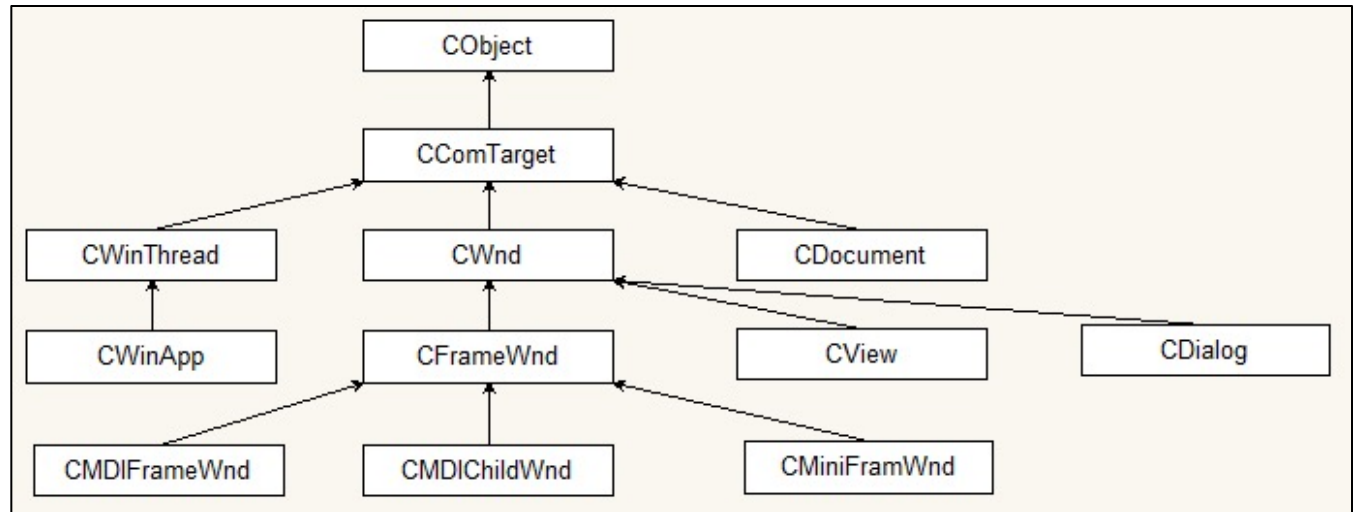 CObject
CComTarget
CWinThread
CWnd
CDocument
CWinApp
CFrameWnd
CView
CDialog
CMDIFrameWnd
CMDIChildWnd
CMiniFramWnd